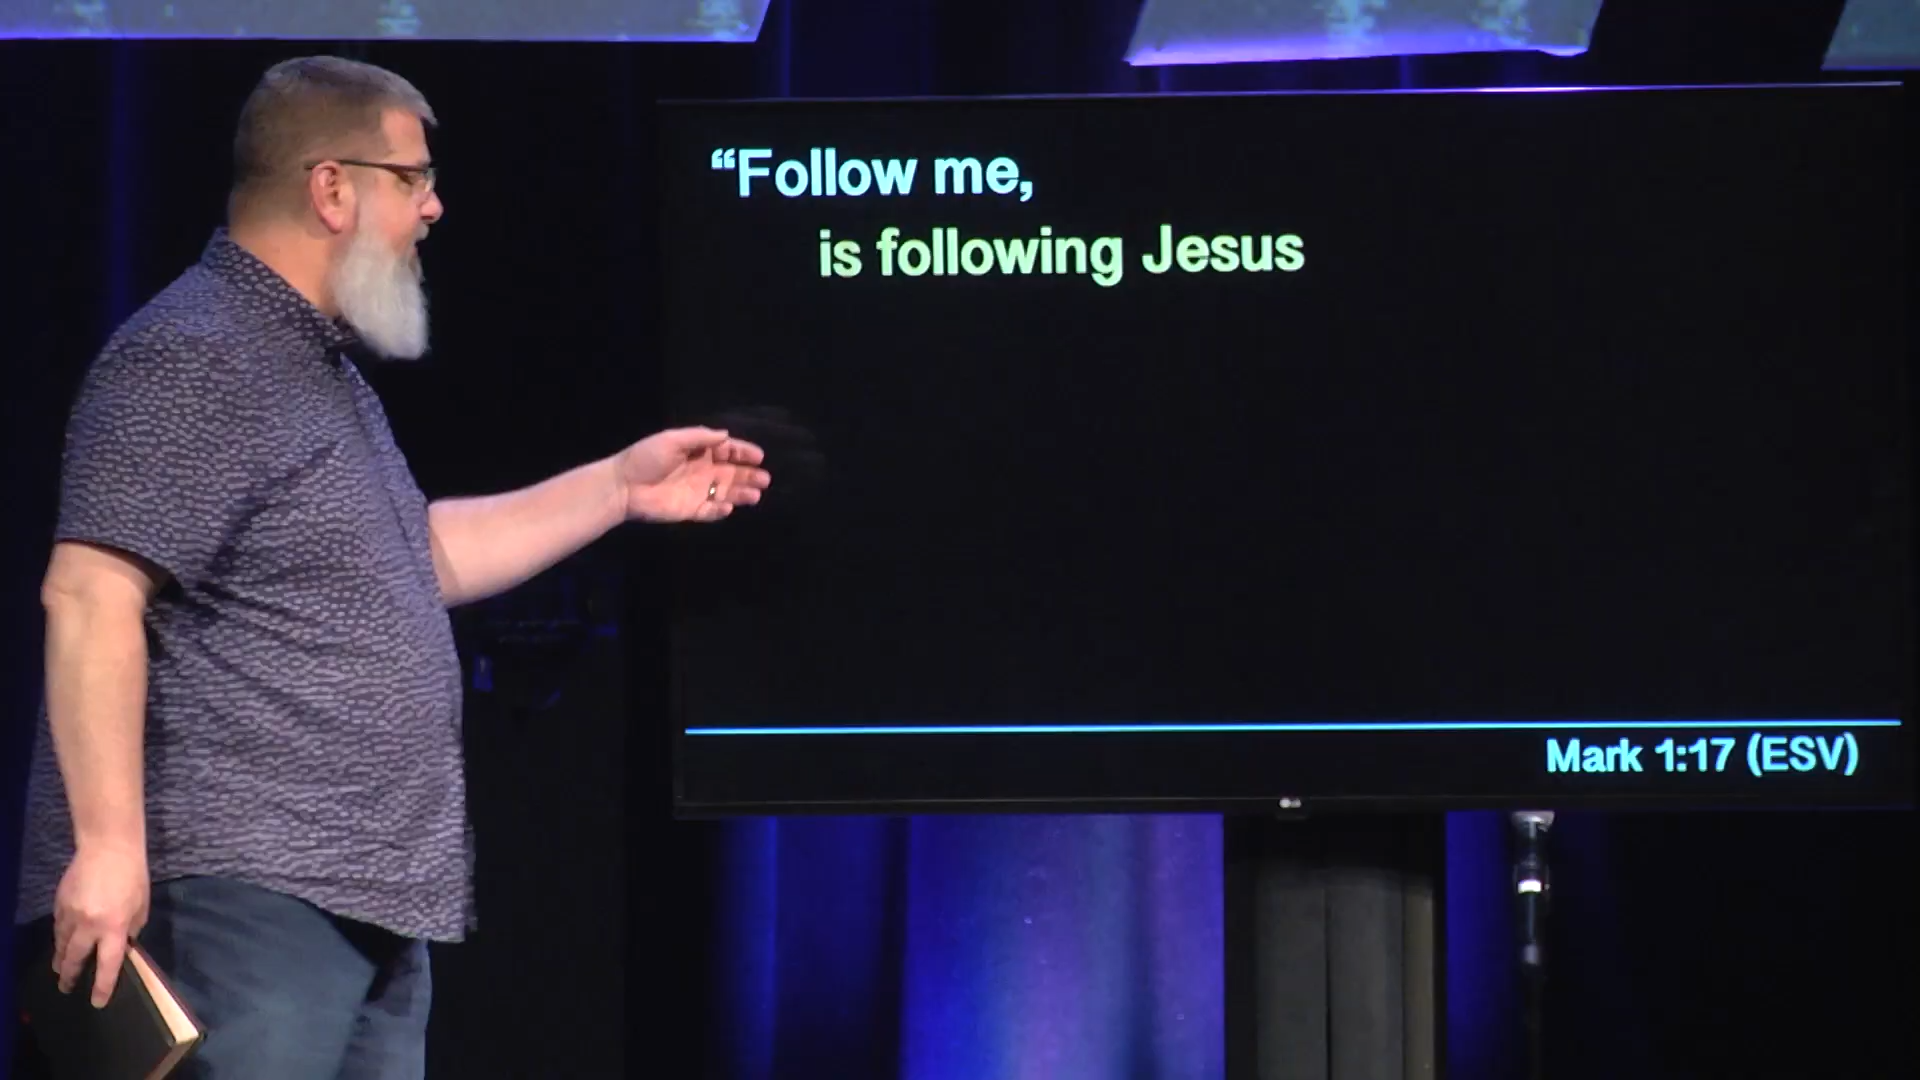 “Follow me,
is following Jesus
Mark 1:17 (ESV)